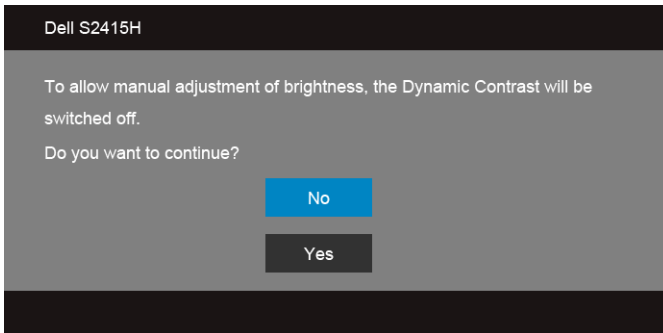 Dell S2415H
To allow manual adjustment of brightness, the Dynamic Contrast will be
switched off.
Do you want to continue?
No
Yes